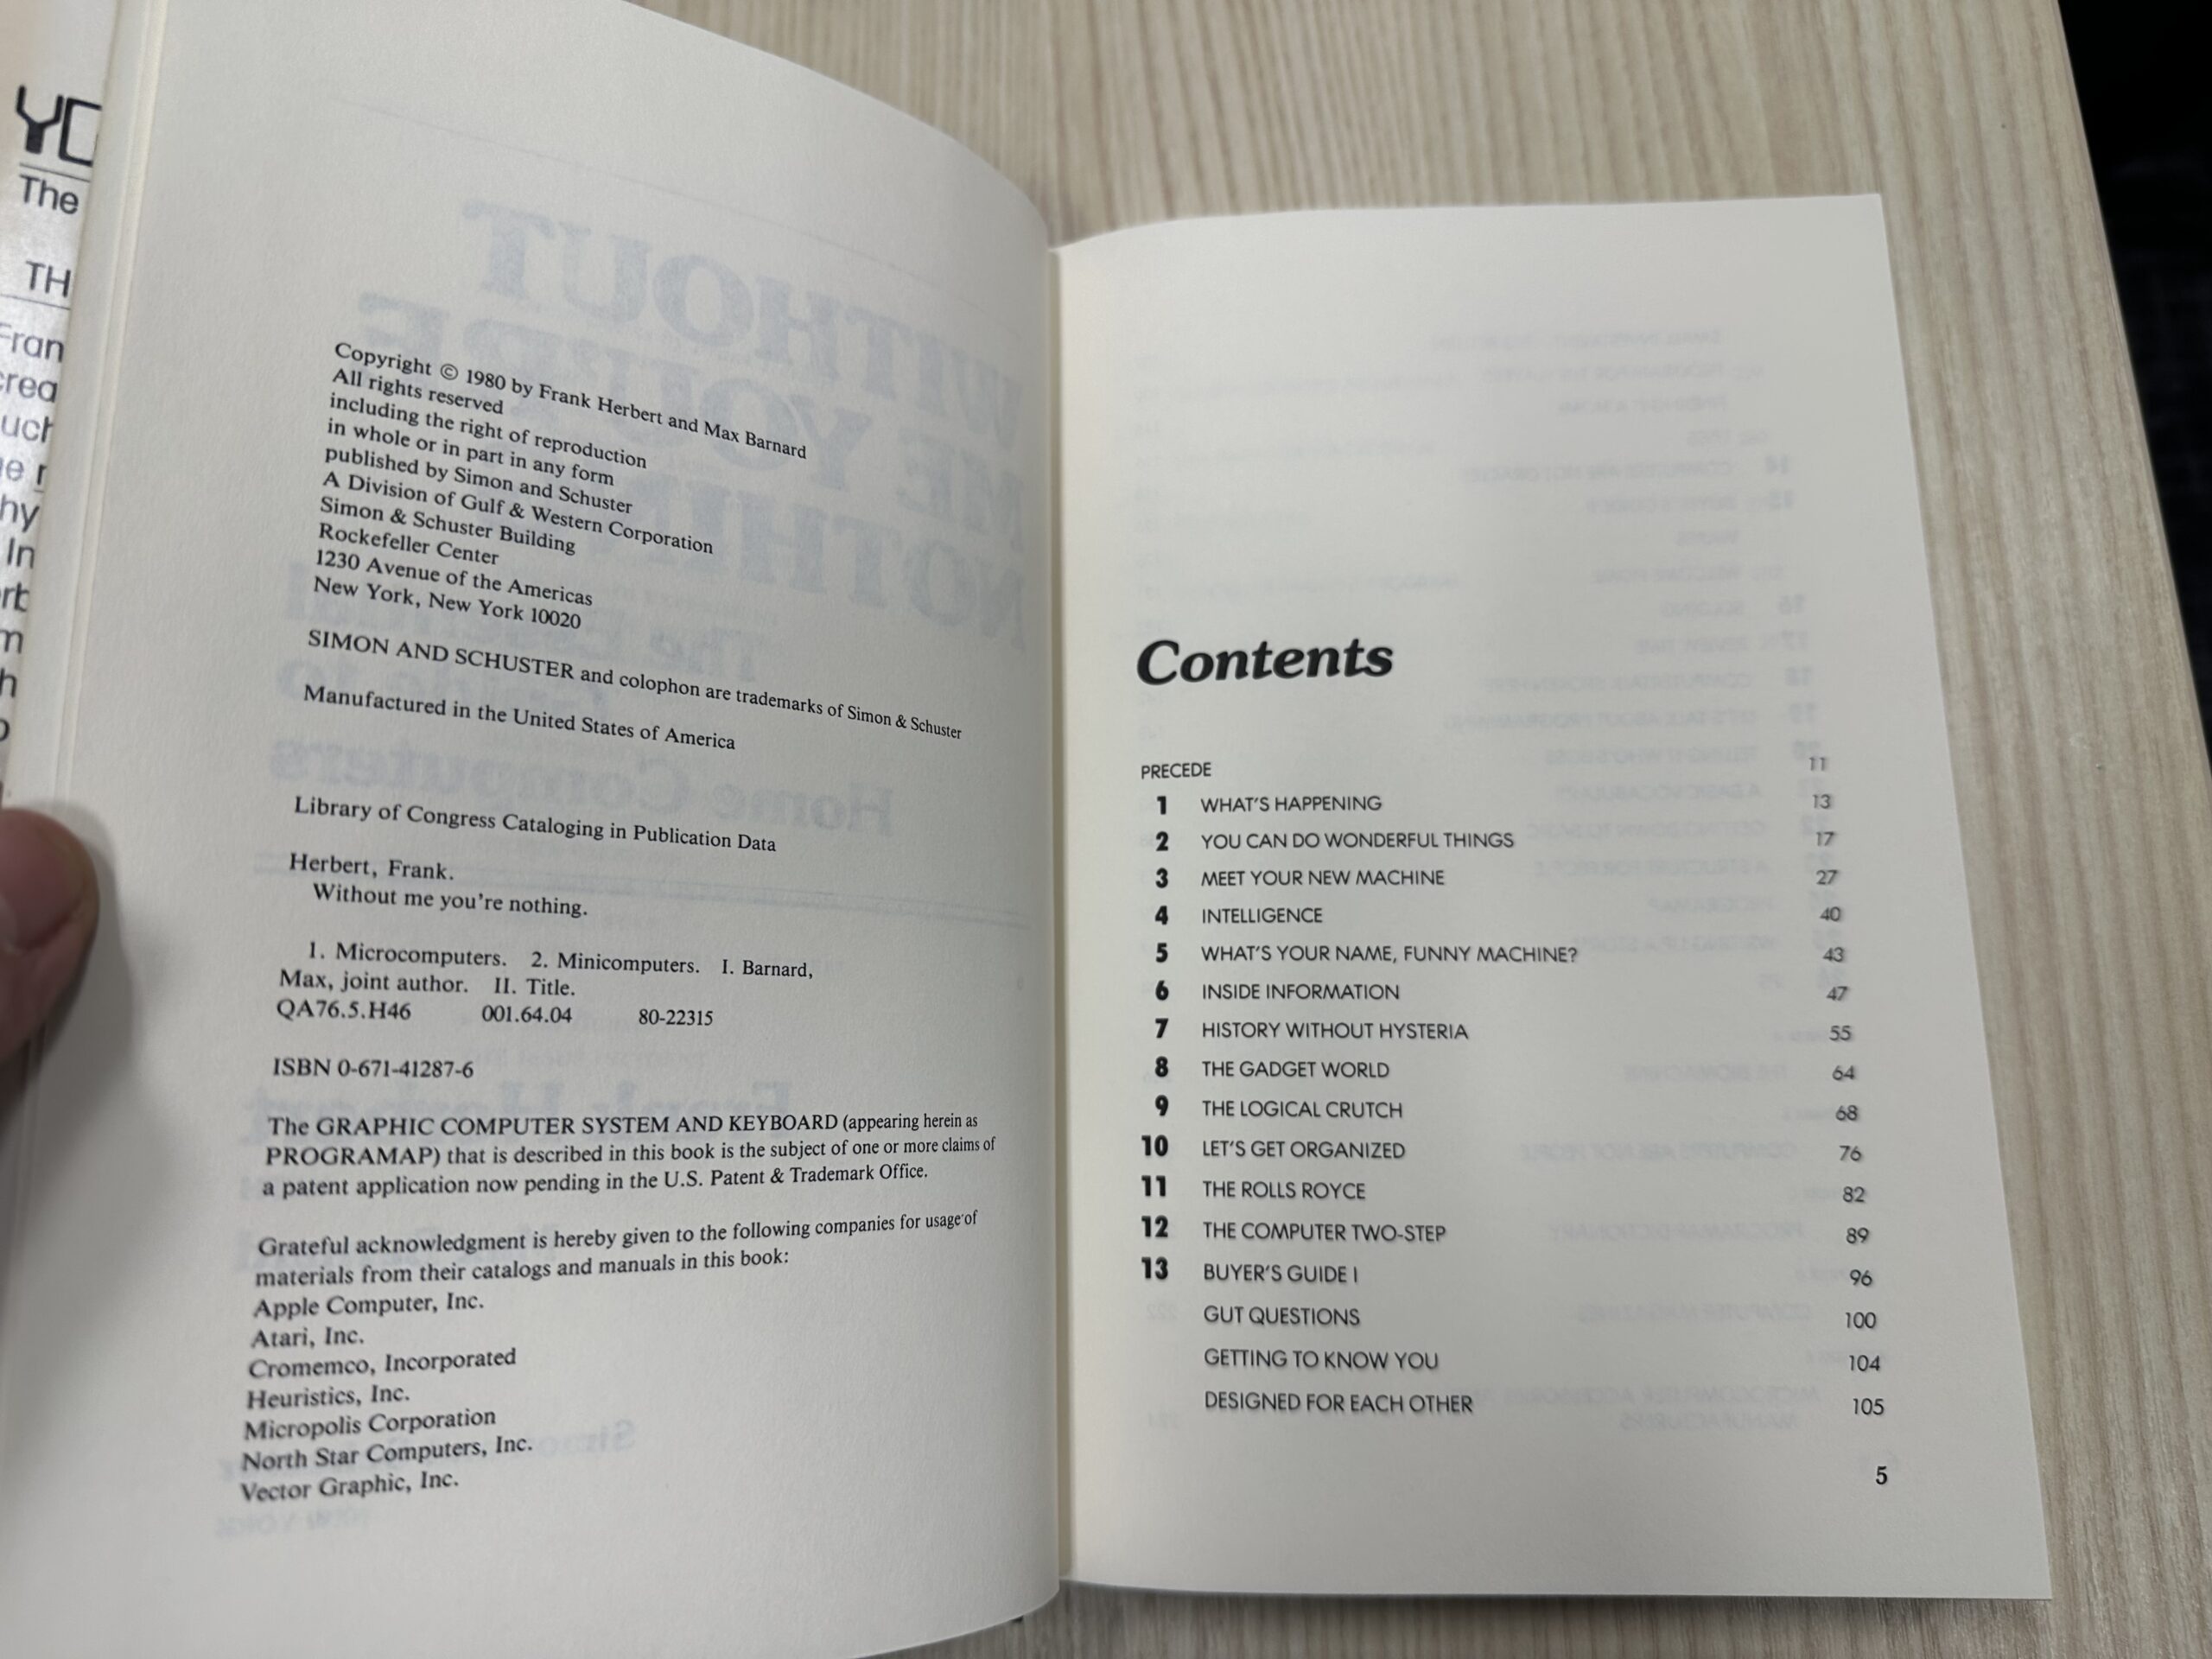 The
TH
Copyright © 1980 by Frank Herbert and Max Barnard
All rights reserved
including the right of reproduction
in whole or in part in any form
published by Simon and Schuster
A Division of Gulf & Western Corporation
Simon & Schuster Building
Rockefeller Center
1230 Avenue of the Americas
New York, New York 10020
SIMON AND SCHUSTER and colophon are trademarks of Simon & Schuster
Manufactured in the United States of America
Library of Congress Cataloging in Publication Data
Herbert, Frank.
Without me you're nothing.
1. Microcomputers. 2. Minicomputers. I. Barnard,
Max, joint author. II. Title.
QA76.5.H46 001.64.04 80-22315
ISBN 0-671-41287-6
The GRAPHIC COMPUTER SYSTEM AND KEYBOARD (appearing herein as
PROGRAMAP) that is described in this book is the subject of one or more claims of
a patent application now pending in the U.S. Patent & Trademark Office.
Grateful acknowledgment is hereby given to the following companies for usage of
materials from their catalogs and manuals in this book:
Apple Computer, Inc.
Atari, Inc.
Cromemco, Incorporated
Heuristics, Inc.
Micropolis Corporation
North Star Computers, Inc.
Vector Graphic, Inc.
Contents
PRECEDE 11
1 WHAT'S HAPPENING 13
2 YOU CAN DO WONDERFUL THINGS 17
3 MEET YOUR NEW MACHINE 27
4 INTELLIGENCE 40
5 WHAT'S YOUR NAME, FUNNY MACHINE? 43
6 INSIDE INFORMATION 47
7 HISTORY WITHOUT HYSTERIA 55
8 THE GADGET WORLD 64
9 THE LOGICAL CRUTCH 68
10 LET'S GET ORGANIZED 76
11 THE ROLLS ROYCE 82
12 THE COMPUTER TWO-STEP 89
13 BUYER'S GUIDE I 96
GUT QUESTIONS 100
GETTING TO KNOW YOU 104
DESIGNED FOR EACH OTHER 105
5